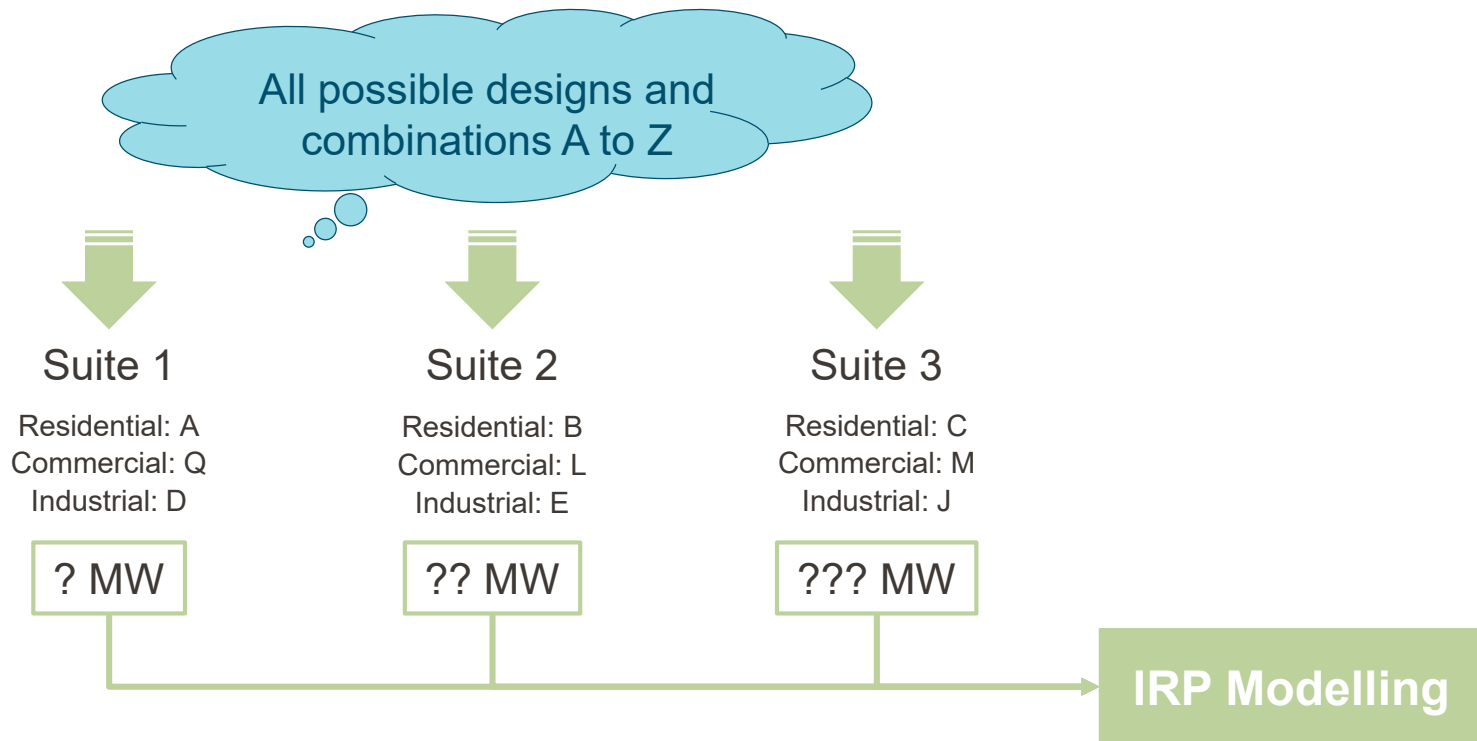 All possible designs and
combinations A to Z
Suite 1
Residential: A
Commercial: Q
Industrial: D
? MW
Suite 2
Residential: B
Commercial: L
Industrial: E
?? MW
Suite 3
Residential: C
Commercial: M
Industrial: J
??? MW
IRP Modelling